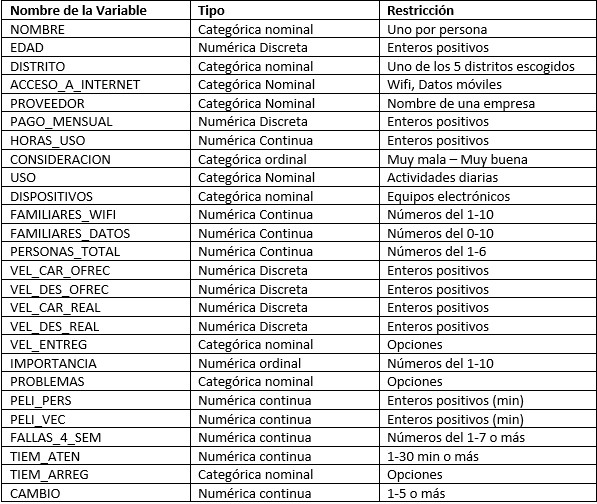 Nombre de la Variable Tipo Restricción
NOMBRE Categórica nominal Uno por persona
EDAD Numérica Discreta Enteros positivos
DISTRITO Categórica nominal Uno de los 5 distritos escogidos
ACCESO_A_INTERNET Categórica Nominal Wifi, Datos móviles
PROVEEDOR Categórica Nominal Nombre de una empresa
PAGO_MENSUAL Numérica Discreta Enteros positivos
HORAS_USO Numérica Continua Enteros positivos
CONSIDERACION Categórica ordinal Muy mala – Muy buena
USO Categórica Nominal Actividades diarias
DISPOSITIVOS Categórica nominal Equipos electrónicos
FAMILIARES_WIFI Numérica Continua Números del 1-10
FAMILIARES_DATOS Numérica Continua Números del 0-10
PERSONAS_TOTAL Numérica Continua Números del 1-6
VEL_CAR_OFREC Numérica Discreta Enteros positivos
VEL_DES_OFREC Numérica Discreta Enteros positivos
VEL_CAR_REAL Numérica Discreta Enteros positivos
VEL_DES_REAL Numérica Discreta Enteros positivos
VEL_ENTREG Categórica nominal Opciones
IMPORTANCIA Numérica ordinal Números del 1-10
PROBLEMAS Categórica nominal Opciones
PELI_PERS Numérica continua Enteros positivos (min)
PELI_VEC Numérica continua Enteros positivos (min)
FALLAS_4_SEM Numérica continua Números del 1-7 o más
TIEM_ATEN Numérica continua 1-30 min o más
TIEM_ARREG Categórica nominal Opciones
CAMBIO Numérica continua 1-5 o más